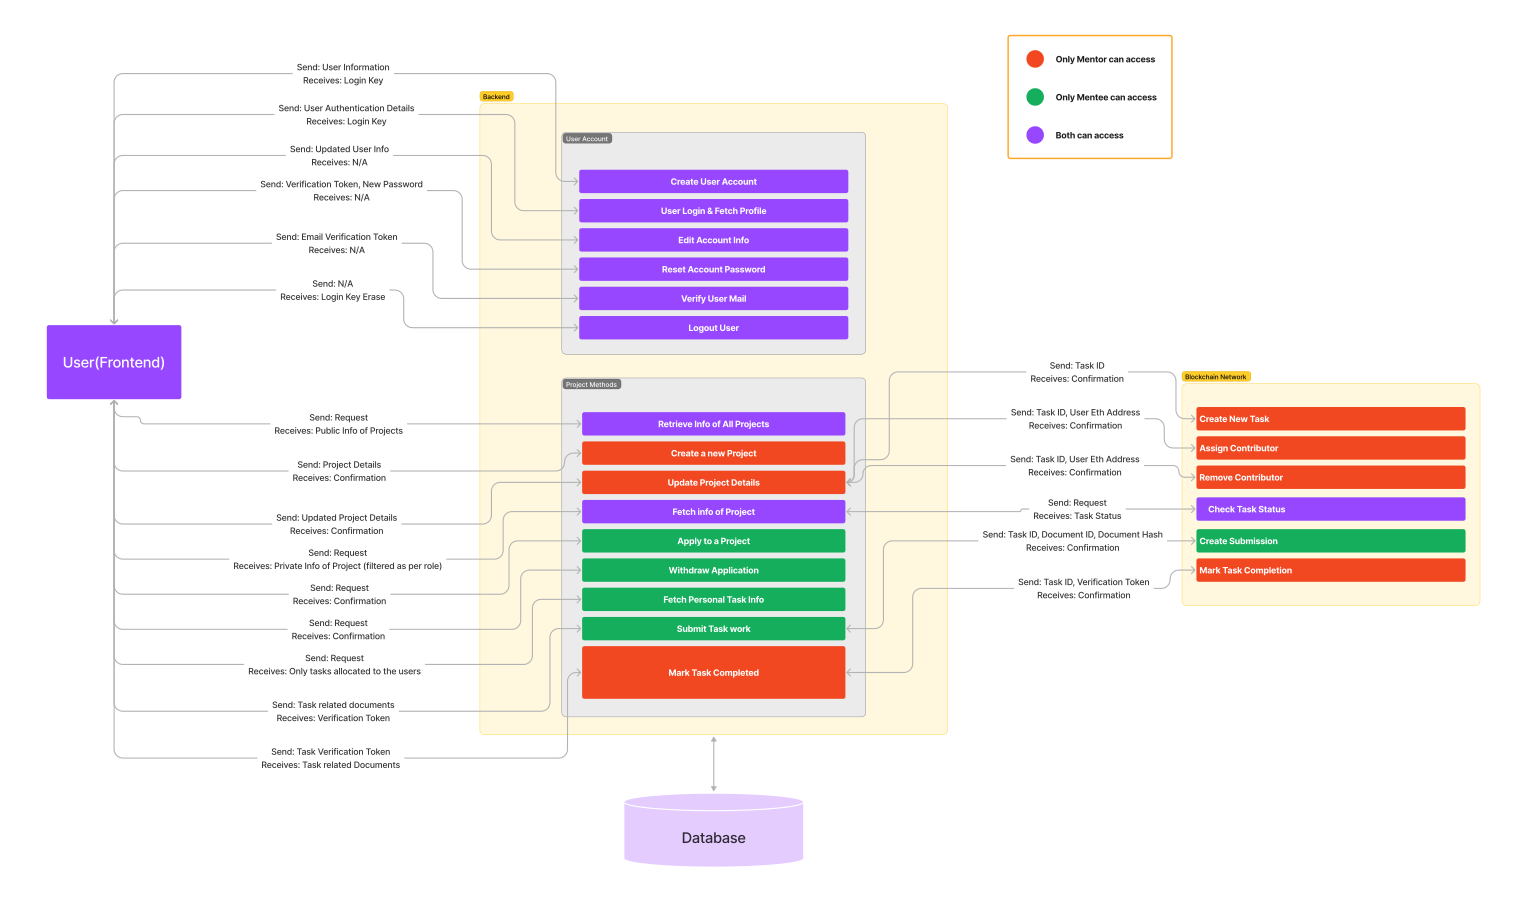 Only Mentor can access
Only Mentee can access
Both can access
Send: User Information
Receives: Login Key
Send: User Authentication Details
Receives: Login Key
Send: Updated User Info
Receives: N/A
Send: Verification Token, New Password
Receives: N/A
Send: Email Verification Token
Receives: N/A
Send: N/A
Receives: Login Key Erase
User(Frontend)
Send: Request
Receives: Public Info of Projects
Send: Project Details
Receives: Confirmation
Send: Updated Project Details
Receives: Confirmation
Send: Request
Receives: Private Info of Project (filtered as per role)
Send: Request
Receives: Confirmation
Send: Request
Receives: Confirmation
Send: Request
Receives: Only tasks allocated to the users
Send: Task related documents
Receives: Verification Token
Send: Task Verification Token
Receives: Task related Documents
Backend
User Account
Create User Account
User Login & Fetch Profile
Edit Account Info
Reset Account Password
Verify User Mail
Logout User
Project Methods
Retrieve Info of All Projects
Create a new Project
Update Project Details
Fetch info of Project
Apply to a Project
Withdraw Application
Fetch Personal Task Info
Submit Task work
Mark Task Completed
Database
Send: Task ID
Receives: Confirmation
Send: Task ID, User Eth Address
Receives: Confirmation
Send: Task ID, User Eth Address
Receives: Confirmation
Send: Request
Receives: Task Status
Send: Task ID, Document ID, Document Hash
Receives: Confirmation
Send: Task ID, Verification Token
Receives: Confirmation
Blockchain Network
Create New Task
Assign Contributor
Remove Contributor
Check Task Status
Create Submission
Mark Task Completion